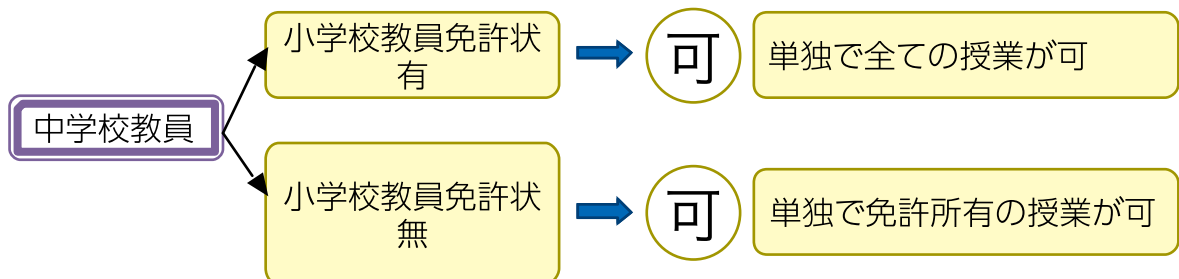 中学校教員
小学校教員免許状
有
可
単独で全ての授業が可
小学校教員免許状
無
可
単独で免許所有の授業が可